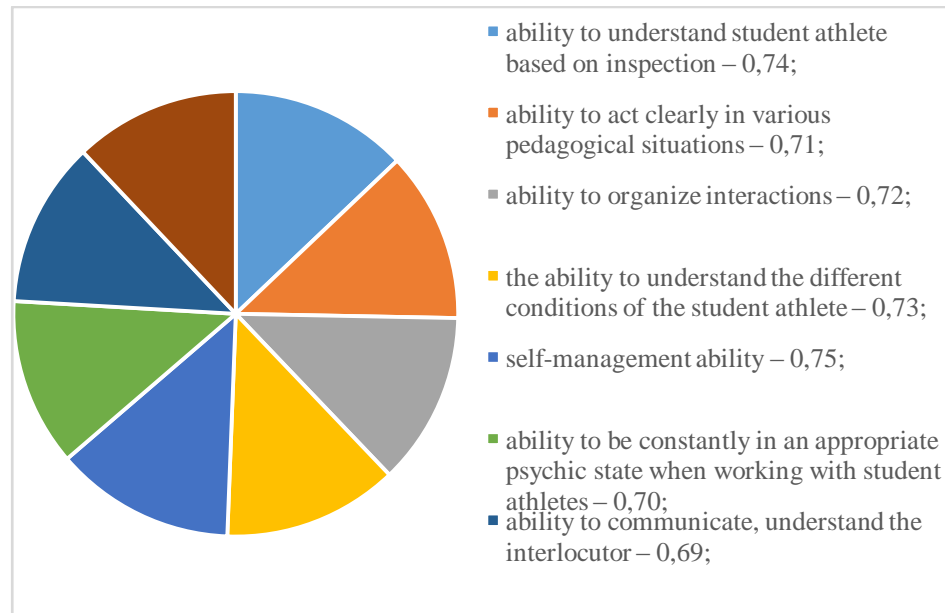 ability to understand student athlete
based on inspection – 0,74;
ability to act clearly in various
pedagogical situations – 0,71;
ability to organize interactions – 0,72;
the ability to understand the different
conditions of the student athlete – 0,73;
self-management ability – 0,75;
ability to be constantly in an appropriate
psychic state when working with student
athletes – 0,70;
ability to communicate, understand the
interlocutor – 0,69;